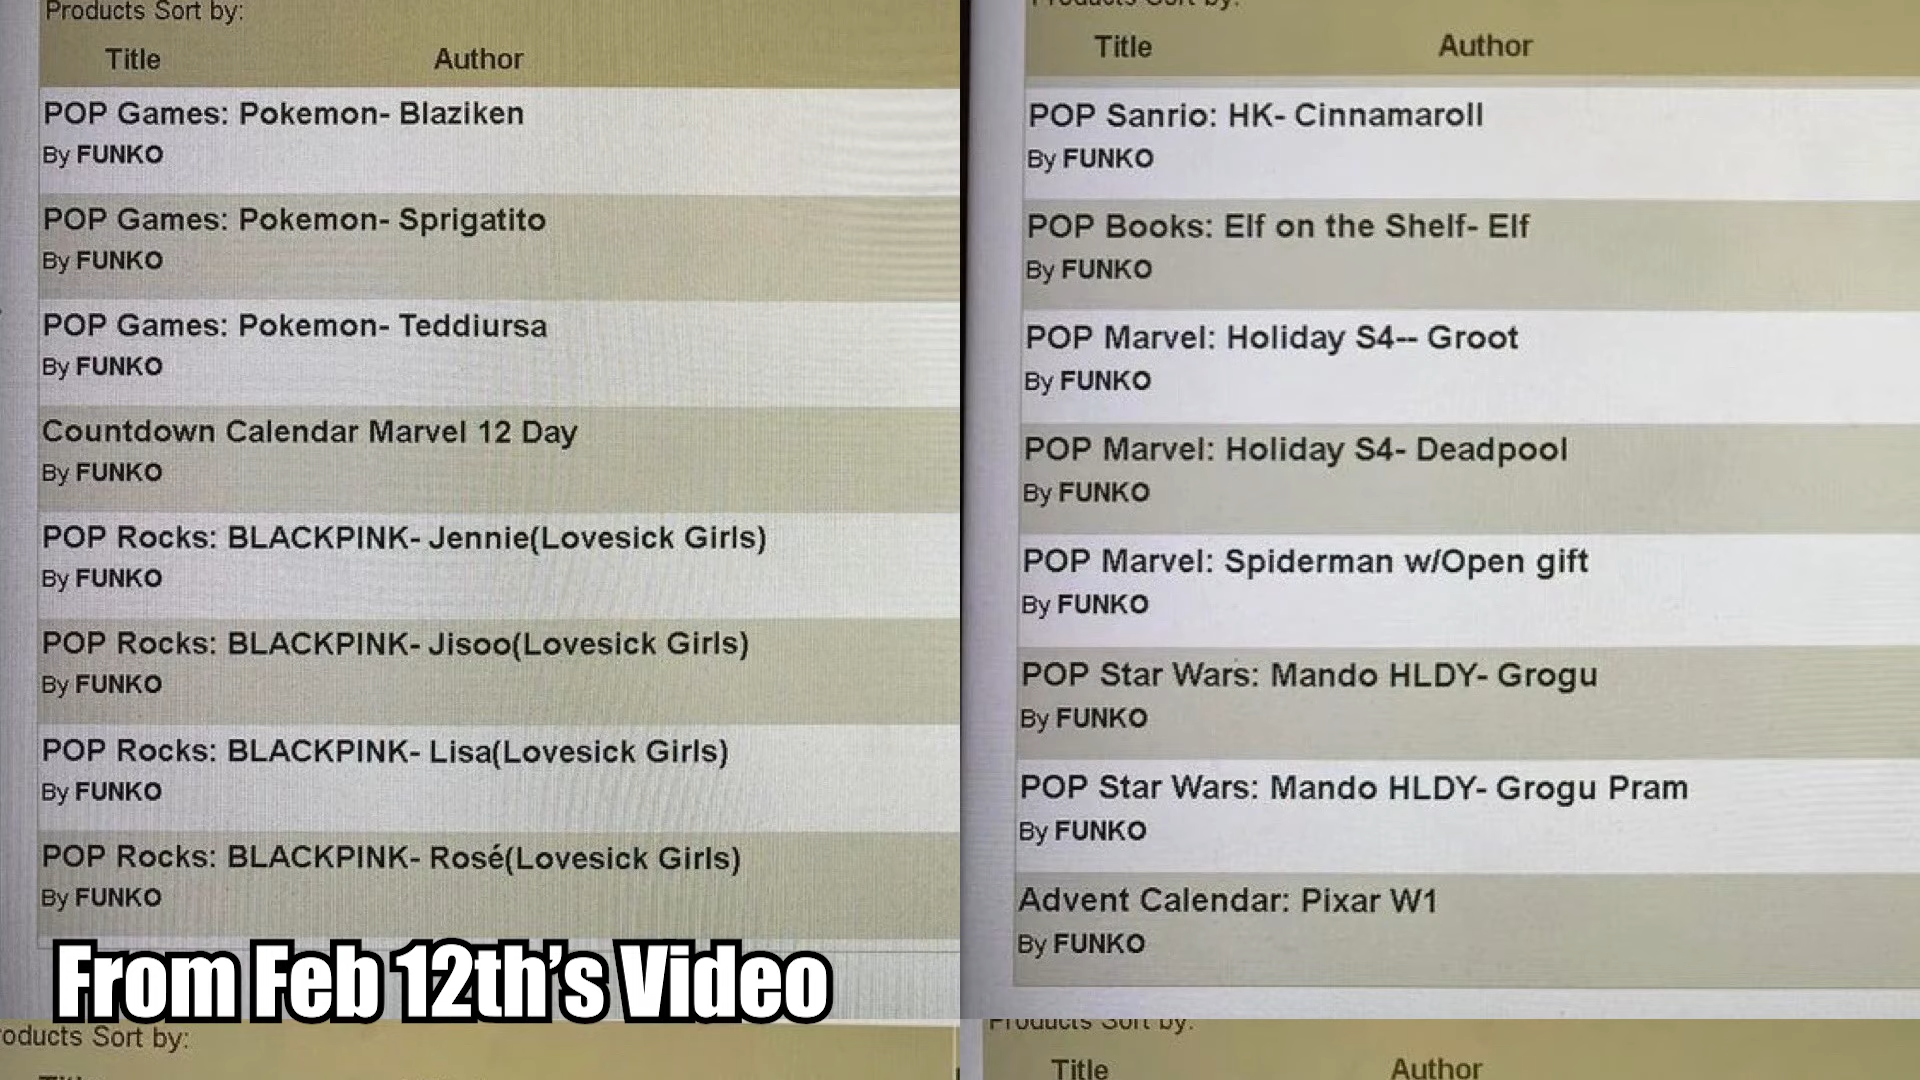 Products Sort by:
Title Author
POP Games: Pokemon- Blaziken
By FUNKO
POP Games: Pokemon- Sprigatito
By FUNKO
POP Games: Pokemon- Teddiursa
By FUNKO
Countdown Calendar Marvel 12 Day
By FUNKO
POP Rocks: BLACKPINK- Jennie(Lovesick Girls)
By FUNKO
POP Rocks: BLACKPINK- Jisoo(Lovesick Girls)
By FUNKO
POP Rocks: BLACKPINK- Lisa(Lovesick Girls)
By FUNKO
POP Rocks: BLACKPINK- Rosé(Lovesick Girls)
By FUNKO
From Feb 12th's Video
oducts Sort by:
Products Sort by:
Title Author
POP Sanrio: HK- Cinnamaroll
By FUNKO
POP Books: Elf on the Shelf- Elf
By FUNKO
POP Marvel: Holiday S4-- Groot
By FUNKO
POP Marvel: Holiday S4- Deadpool
By FUNKO
POP Marvel: Spiderman w/Open gift
By FUNKO
POP Star Wars: Mando HLDY- Grogu
By FUNKO
POP Star Wars: Mando HLDY- Grogu Pram
By FUNKO
Advent Calendar: Pixar W1
By FUNKO
Products Sort by:
Title Author